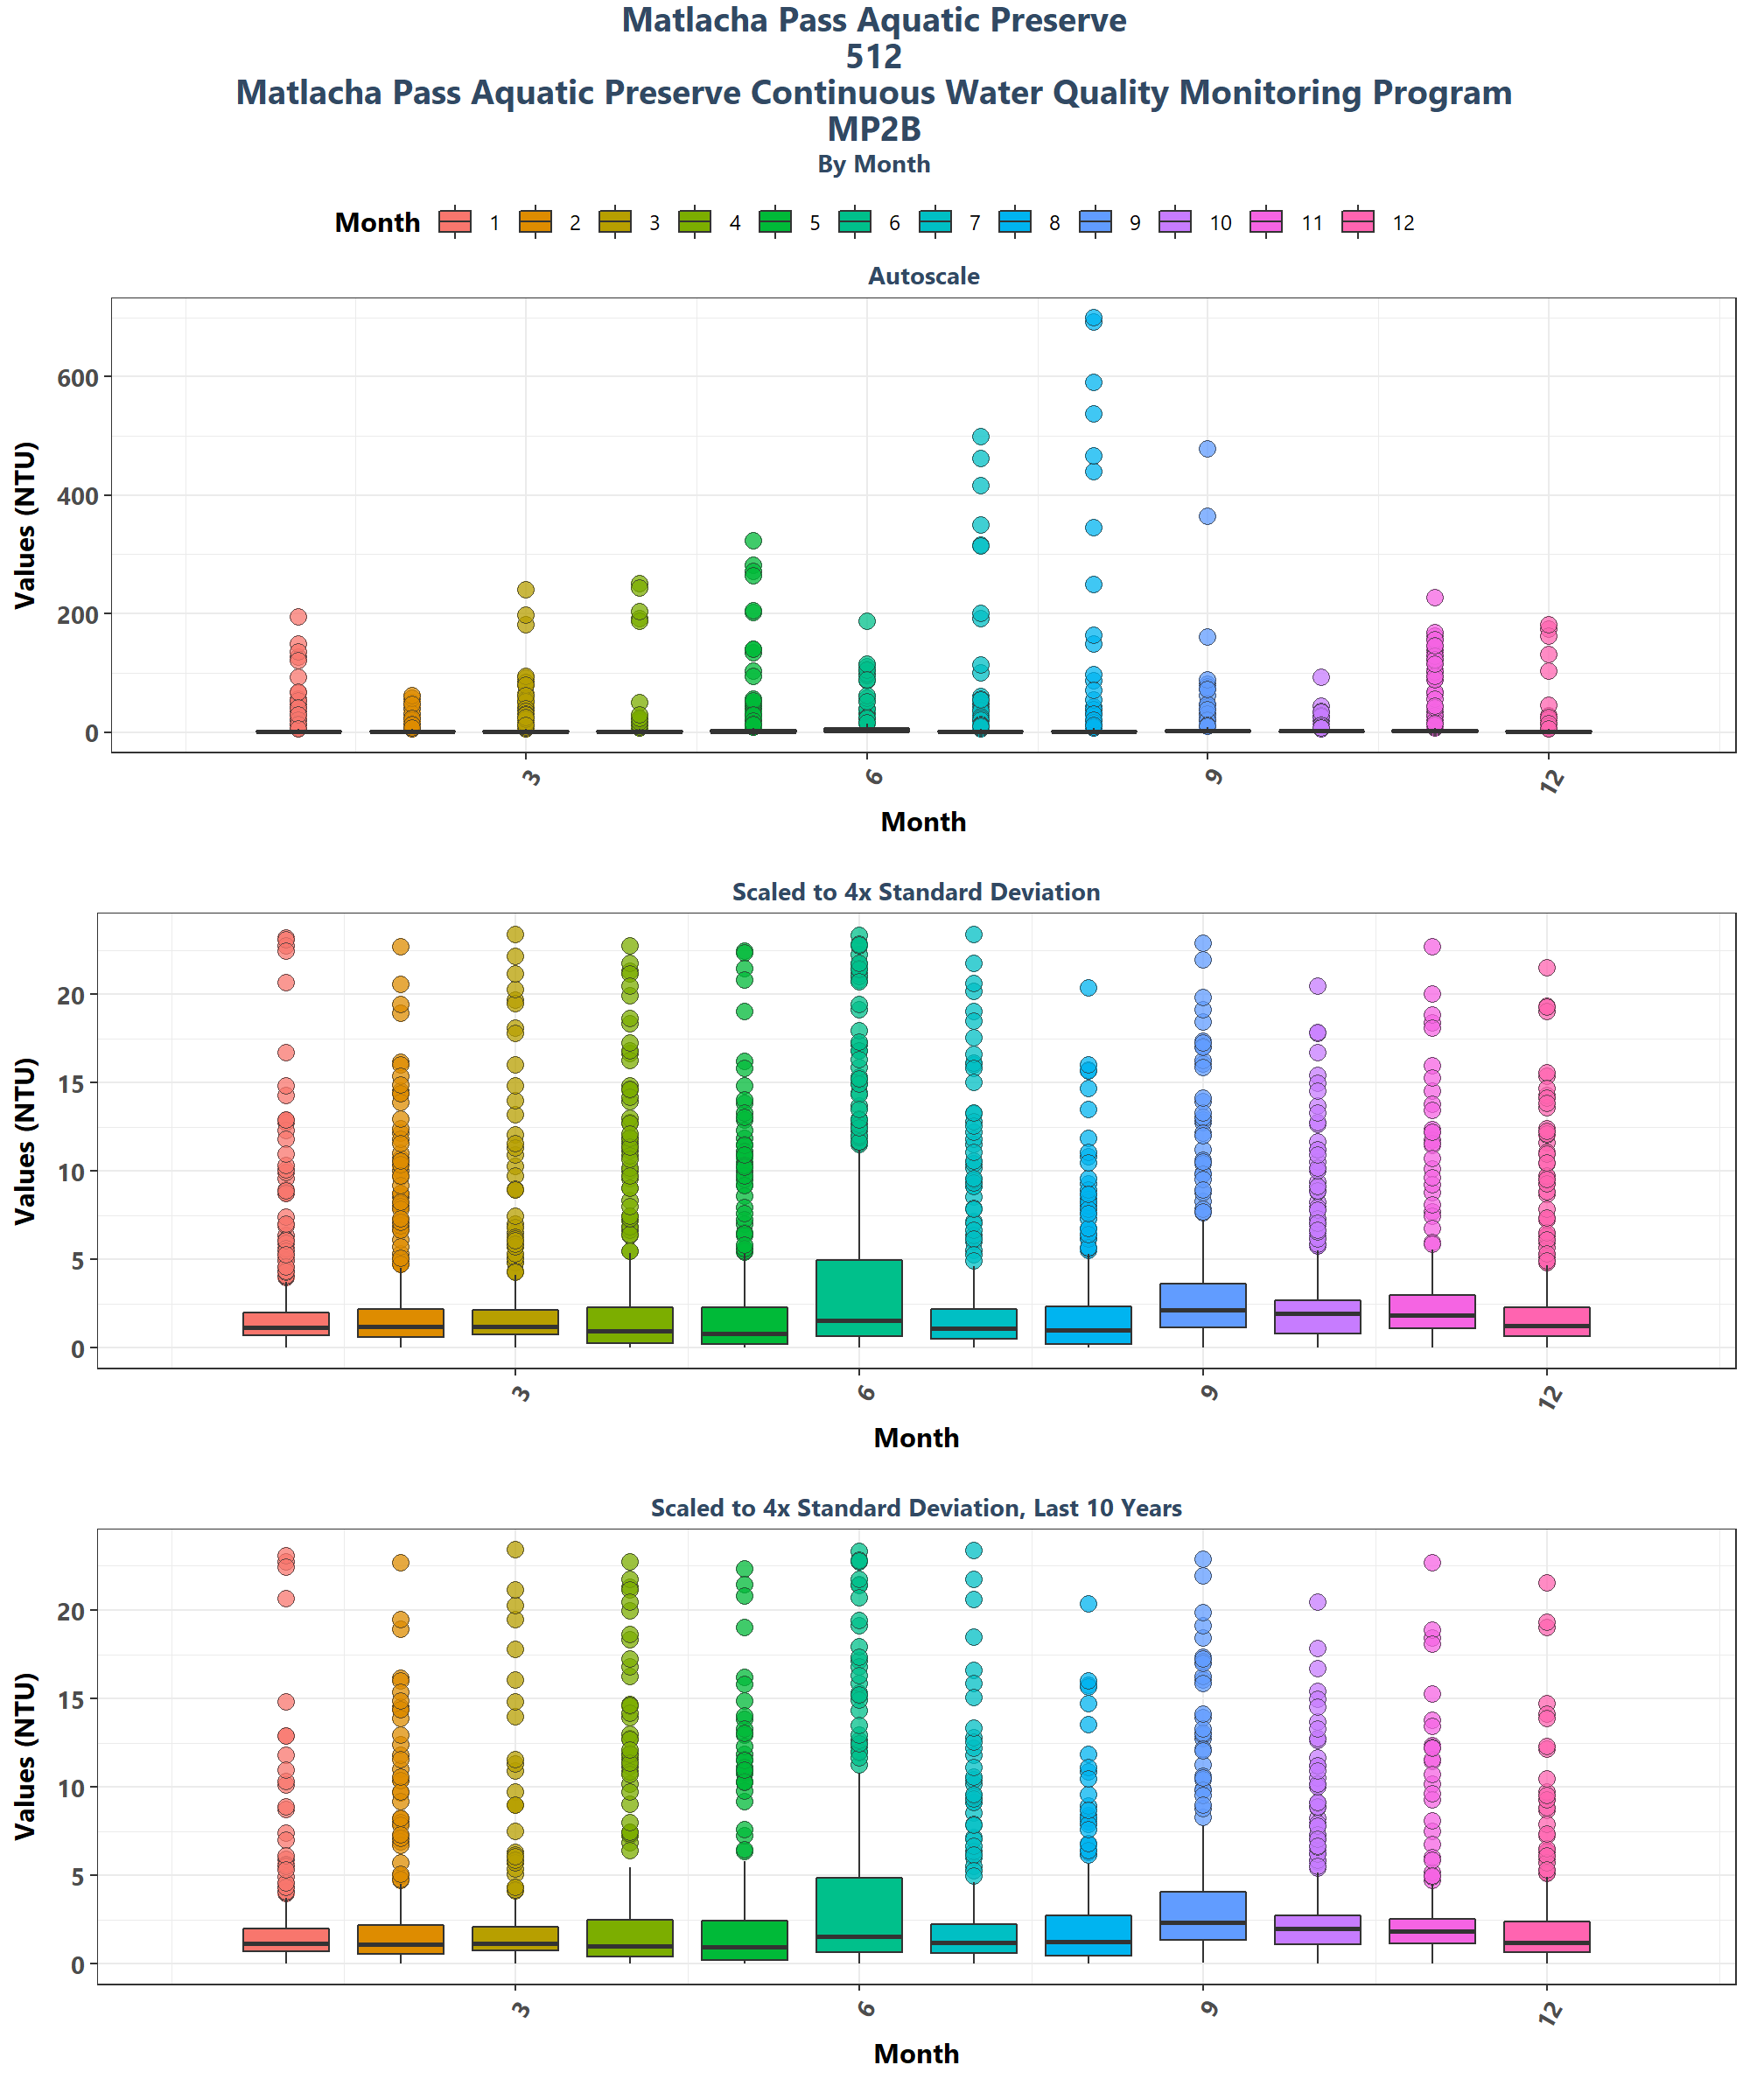 Matlacha Pass Aquatic Preserve
512
Matlacha Pass Aquatic Preserve Continuous Water Quality Monitoring Program
MP2B
By Month
Month 1 2 3 4 5 6 7 8 9 10 11 12
Autoscale
Values (NTU)
600
400
200
0
3 6 9 12
Month
Scaled to 4x Standard Deviation
Values (NTU)
20
15
10
5
0
3 6 9 12
Month
Scaled to 4x Standard Deviation, Last 10 Years
Values (NTU)
20
15
10
5
0
3 6 9 12
Month